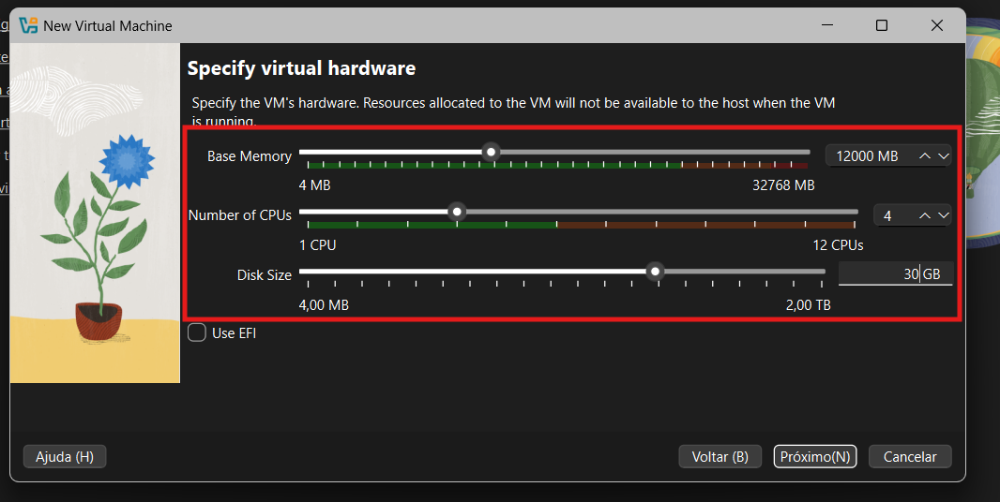 New Virtual Machine
Specify virtual hardware
Specify the VM's hardware. Resources allocated to the VM will not be available to the host when the VM
is running.
Base Memory
12000 MB
4 MB
32768 MB
Number of CPUs
4
1 CPU
12 CPUs
Disk Size
30 GB
4,00 MB
2,00 TB
Use EFI
Ajuda (H)
Voltar (B)
Próximo(N)
Cancelar